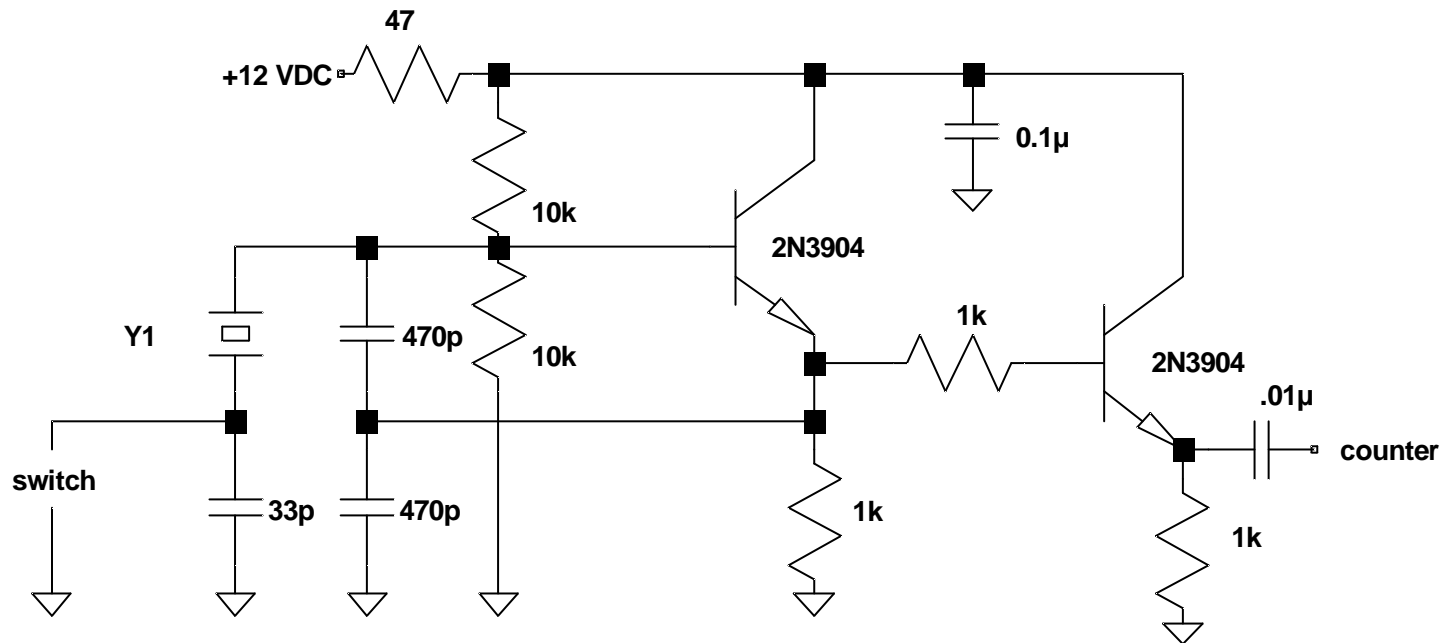 47
+12 VDC
0.1µ
10k
2N3904
Y1
470p
10k
1k
2N3904
.01µ
counter
switch
33p
470p
1k
1k